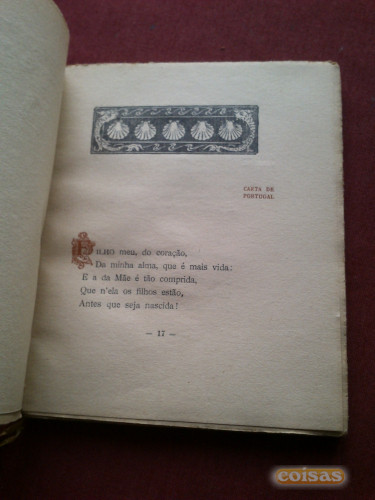 CARTA DE
PORTUGAL
FILHO meu, do coração,
Da minha alma, que é mais vida:
E a da Mãe é tão comprida,
Que n'ela os filhos estão,
Antes que seja nascida!
— 17 —
coisas